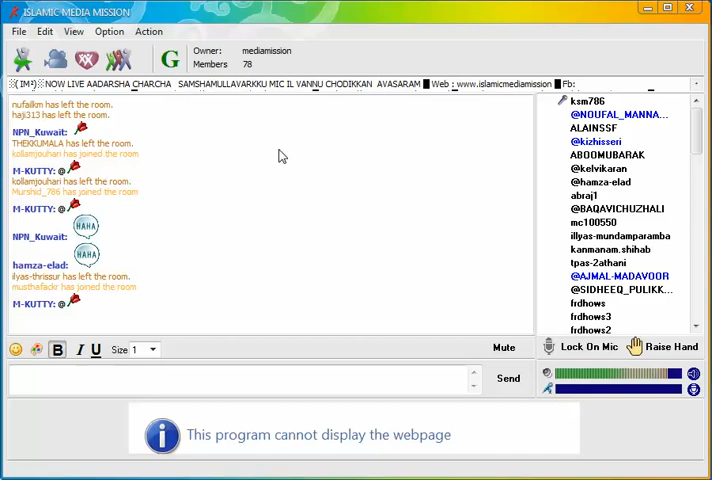 ISLAMIC MEDIA MISSION
File Edit View Option Action
G Owner: mediamission
Members 78
(IM²) NOW LIVE AADARSHA CHARCHA SAMSHAMULLAVARKKU MIC IL VANNU CHODIKKAN AVASARAM Web : www.islamicmediamission Fb:
nufailkm has left the room.
haji313 has left the room.
NPN_Kuwait:
THEKKUMALA has left the room.
kollamjouhari has joined the room
M-KUTTY: @
kollamjouhari has left the room.
Murshid_786 has joined the room
M-KUTTY: @
HAHA
NPN_Kuwait:
HAHA
hamza-elad:
ilyas-thrissur has left the room.
musthafackr has joined the room
M-KUTTY: @
ksm786
@NOUFAL_MANNA...
ALAINSSF
@kizhisseri
ABOOMUBARAK
@kelvikaran
@hamza-elad
abraj1
@BAQAVICHUZHALI
mc100550
illyas-mundamparamba
kanmanam.shihab
tpas-2athani
@AJMAL-MADAVOOR
@SIDHEEQ_PULIKK...
frdhows
frdhows3
frdhows2
B I U Size 1 Mute
Lock On Mic Raise Hand
Send
This program cannot display the webpage